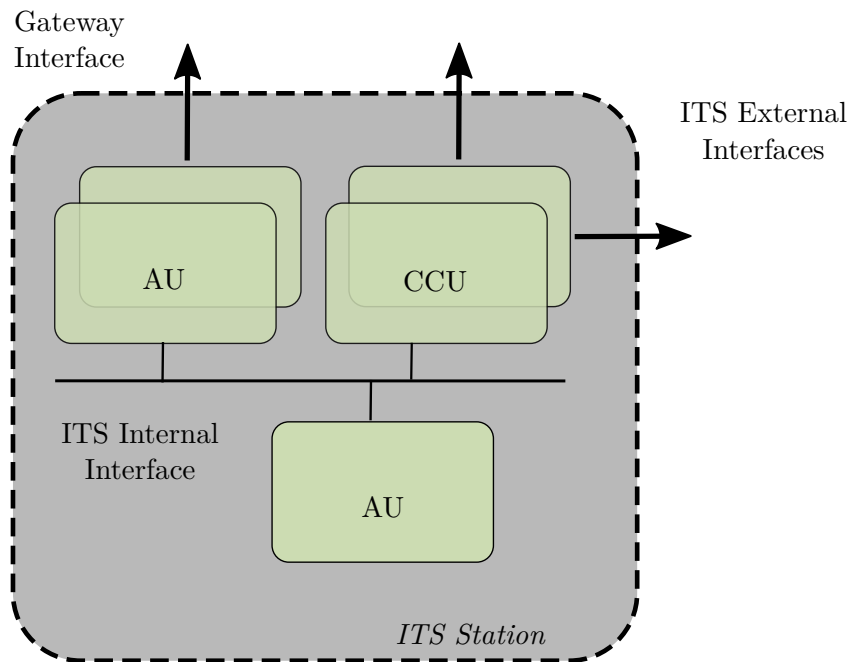 Gateway
Interface
ITS External
Interfaces
AU
CCU
ITS Internal
Interface
AU
ITS Station